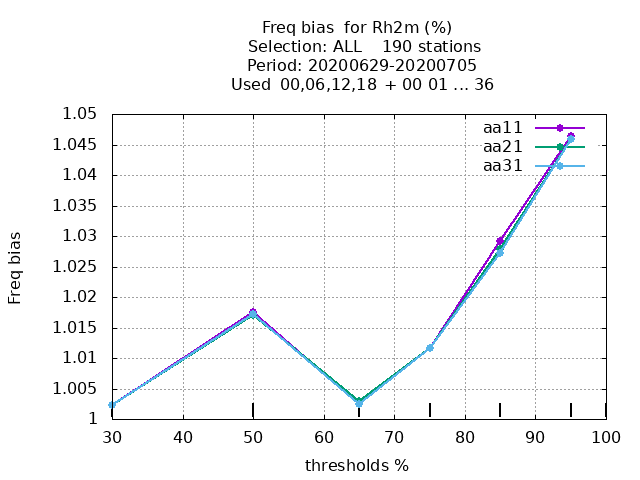 Freq bias  for Rh2m (%)
Selection: ALL    190 stations
Period: 20200629-20200705
Used  00,06,12,18  + 00 01 ... 36
1.05
1.045
1.04
1.035
1.03
1.025
1.02
1.015
1.01
1.005
1
Freq bias
aa11
aa21
aa31
30 40 50 60 70 80 90 100
thresholds %